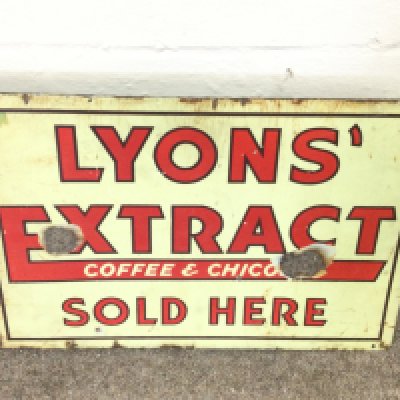 LYONS'
EXTRACT
COFFEE &
SOLD HERE